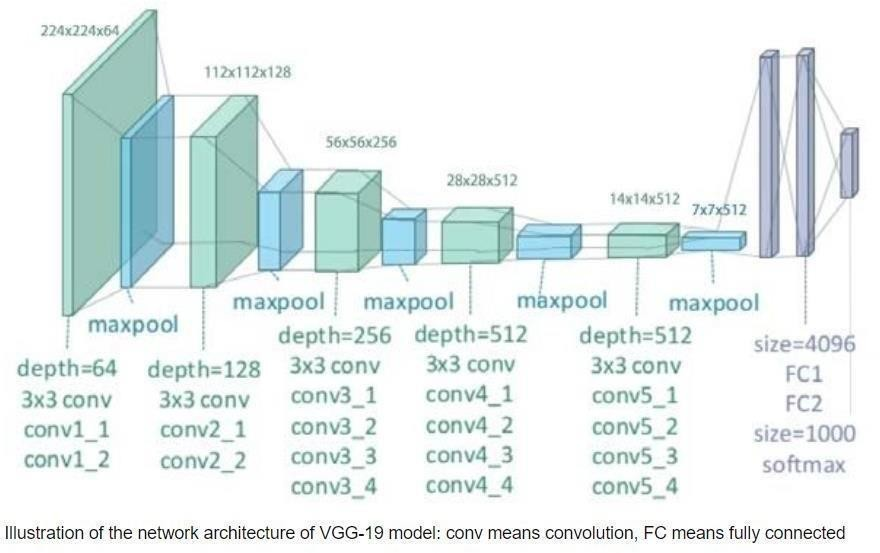 224x224x64
112x112x128
56x56x256
28x28x512
14x14x512
7x7x512
maxpool
maxpool
maxpool
maxpool
maxpool
depth=64
3x3 conv
conv1_1
conv1_2
depth=128
3x3 conv
conv2_1
conv2_2
depth=256
3x3 conv
conv3_1
conv3_2
conv3_3
conv3_4
depth=512
3x3 conv
conv4_1
conv4_2
conv4_3
conv4_4
depth=512
3x3 conv
conv5_1
conv5_2
conv5_3
conv5_4
size=4096
FC1
FC2
size=1000
softmax
Illustration of the network architecture of VGG-19 model: conv means convolution, FC means fully connected